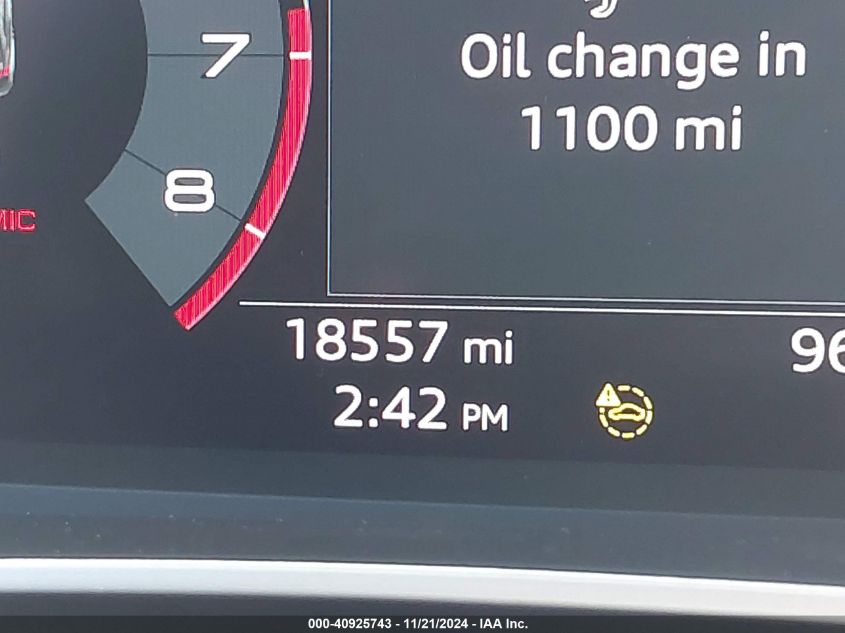 7
Oil change in
1100 mi
8
MIC
18557 mi
96
2:42 PM
000-40925743 - 11/21/2024 - IAA Inc.